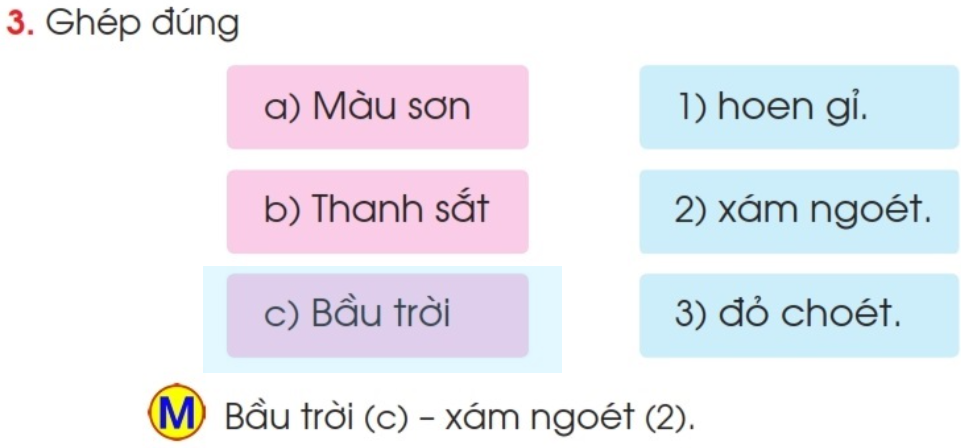 3. Ghép đúng
a) Màu sơn
1) hoen gỉ.
b) Thanh sắt
2) xám ngoét.
c) Bầu trời
3) đỏ choét.
M Bầu trời (c) – xám ngoét (2).